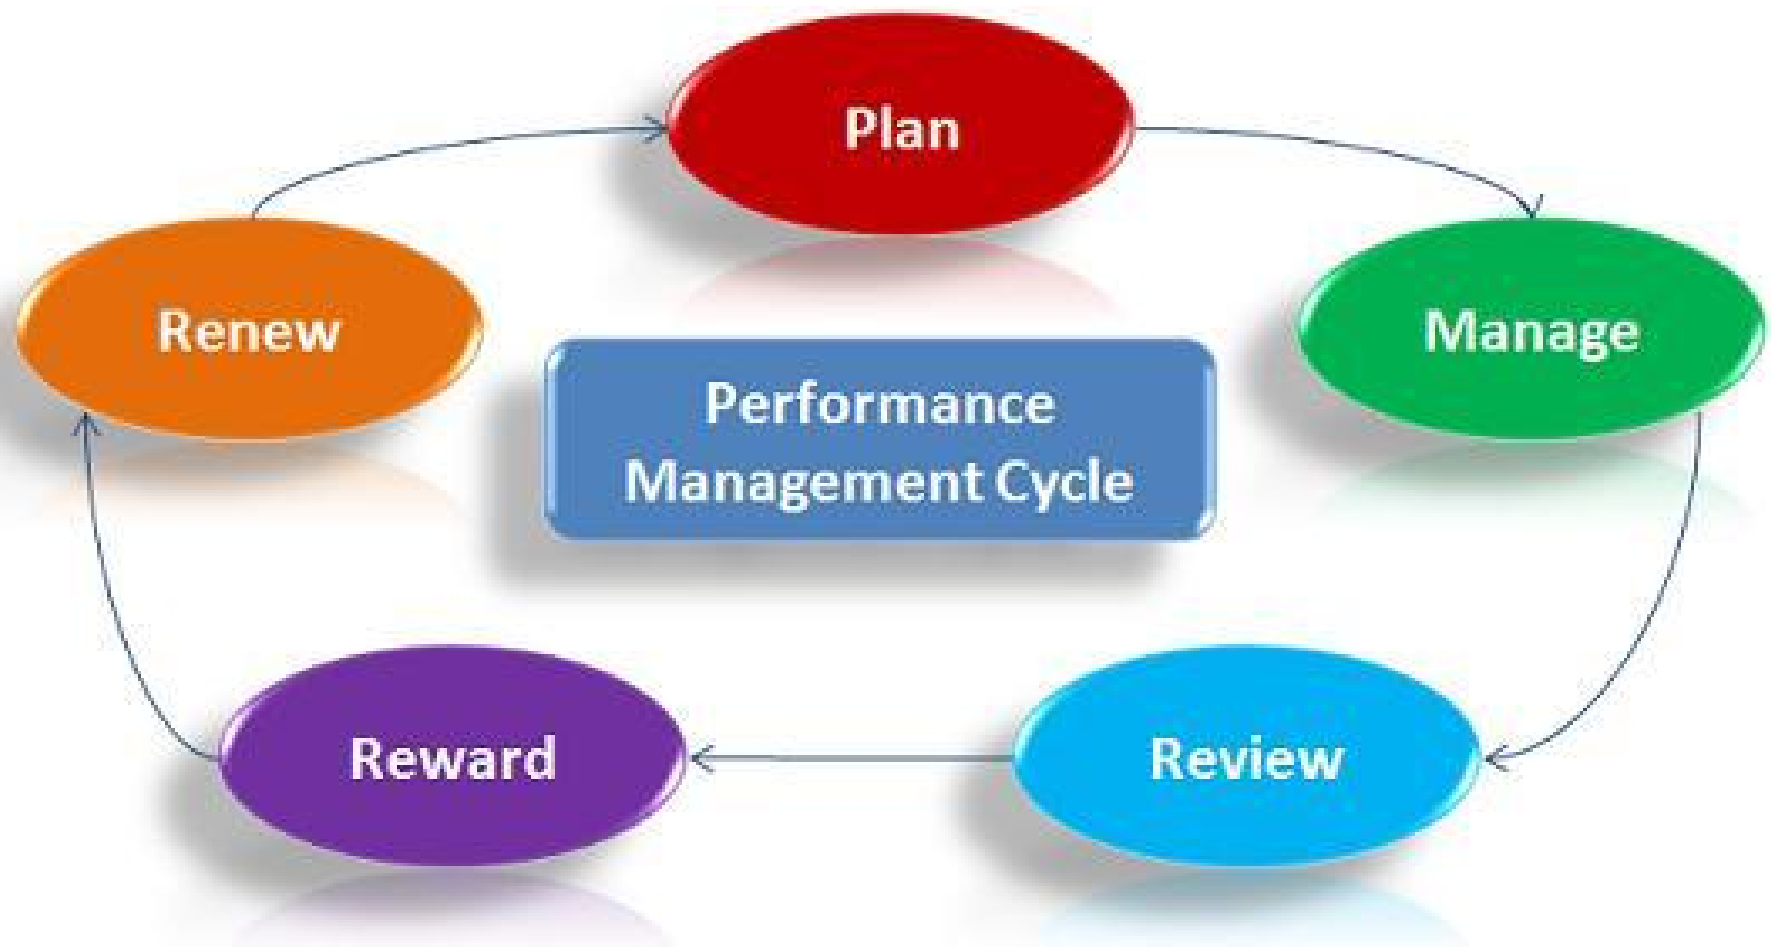 Plan
Manage
Renew
Performance
Management Cycle
Reward
Review